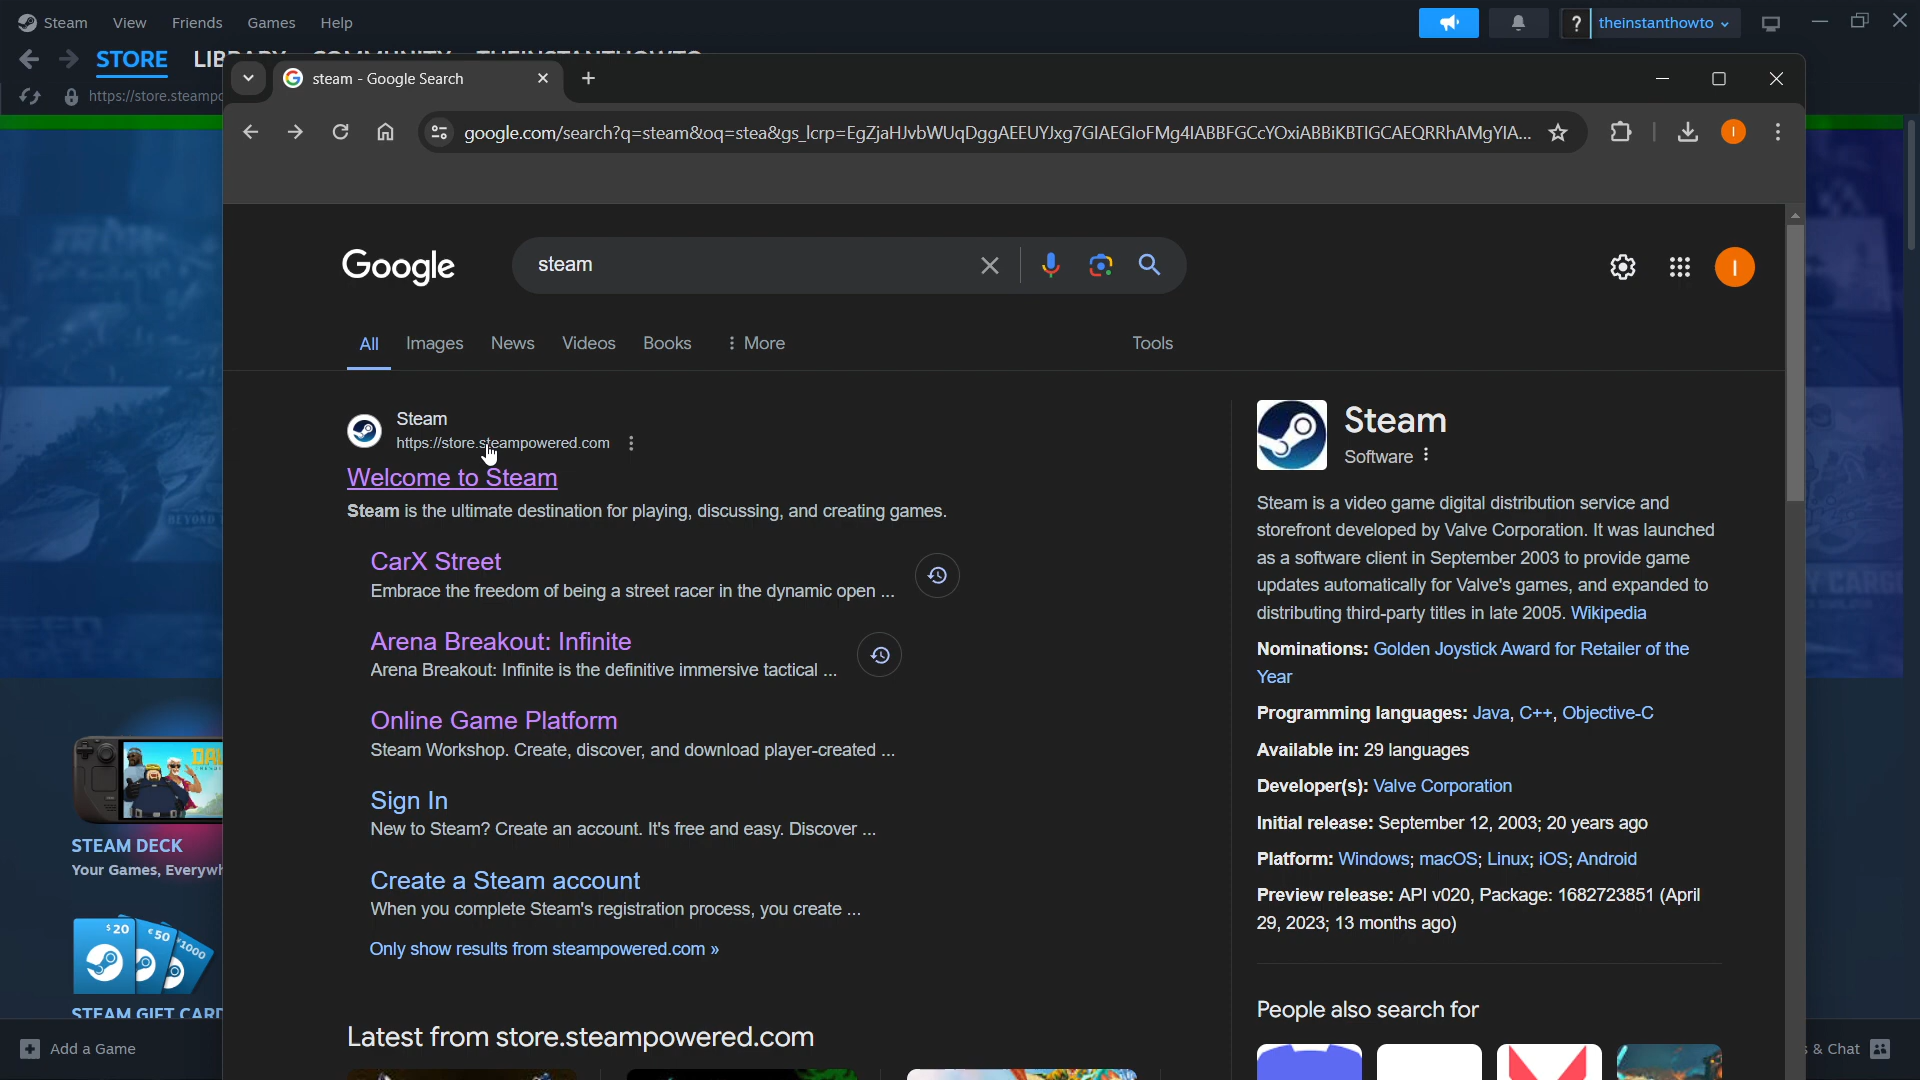 Steam View Friends Games Help
theinstanthowto
STORE
steam - Google Search
https://store.steampo
google.com/search?q=steam&oq=stea&gs_lcrp=EgZjaHJvbWUqDggAEEUYJxg7GIAEGIoFMg4IABBFGCcYOxiABBiKBTIGCAEQRRhAMgYIA...
Google
steam
All Images News Videos Books More Tools
Steam
https://store.steampowered.com
Welcome to Steam
Steam is the ultimate destination for playing, discussing, and creating games.
CarX Street
Embrace the freedom of being a street racer in the dynamic open ...
Arena Breakout: Infinite
Arena Breakout: Infinite is the definitive immersive tactical ...
Online Game Platform
Steam Workshop. Create, discover, and download player-created ...
Sign In
New to Steam? Create an account. It's free and easy. Discover ...
Create a Steam account
When you complete Steam's registration process, you create ...
Only show results from steampowered.com »
Latest from store.steampowered.com
Steam
Software
Steam is a video game digital distribution service and
storefront developed by Valve Corporation. It was launched
as a software client in September 2003 to provide game
updates automatically for Valve's games, and expanded to
distributing third-party titles in late 2005. Wikipedia
Nominations: Golden Joystick Award for Retailer of the
Year
Programming languages: Java, C++, Objective-C
Available in: 29 languages
Developer(s): Valve Corporation
Initial release: September 12, 2003; 20 years ago
Platform: Windows; macOS; Linux; iOS; Android
Preview release: API v020, Package: 1682723851 (April
29, 2023; 13 months ago)
People also search for
STEAM DECK
Your Games, Everywh
$20 €50 ¥1000
STEAM GIFT CARD
Add a Game
& Chat